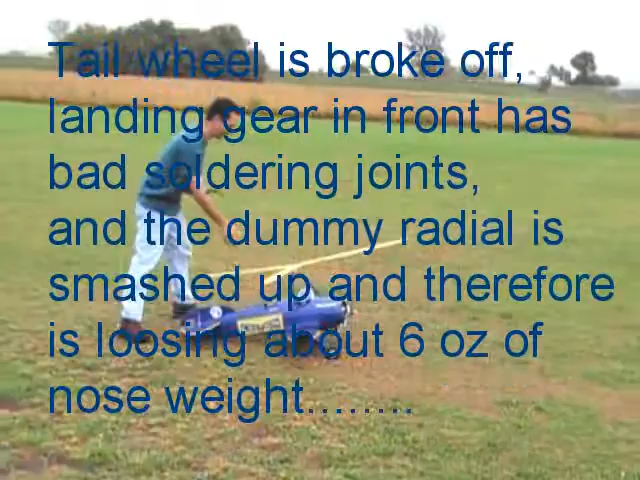 Tail wheel is broke off,
landing gear in front has
bad soldering joints,
and the dummy radial is
smashed up and therefore
is loosing about 6 oz of
nose weight........